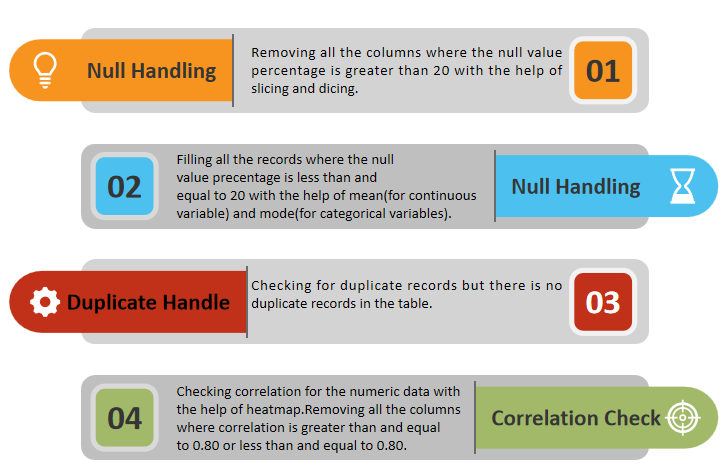 Null Handling
Removing all the columns where the null value
percentage is greater than 20 with the help of
slicing and dicing.
01
02
Filling all the records where the null
value precentage is less than and
equal to 20 with the help of mean(for continuous
variable) and mode(for categorical variables).
Null Handling
Duplicate Handle
Checking for duplicate records but there is no
duplicate records in the table.
03
04
Checking correlation for the numeric data with
the help of heatmap.Removing all the columns
where correlation is greater than and equal
to 0.80 or less than and equal to 0.80.
Correlation Check